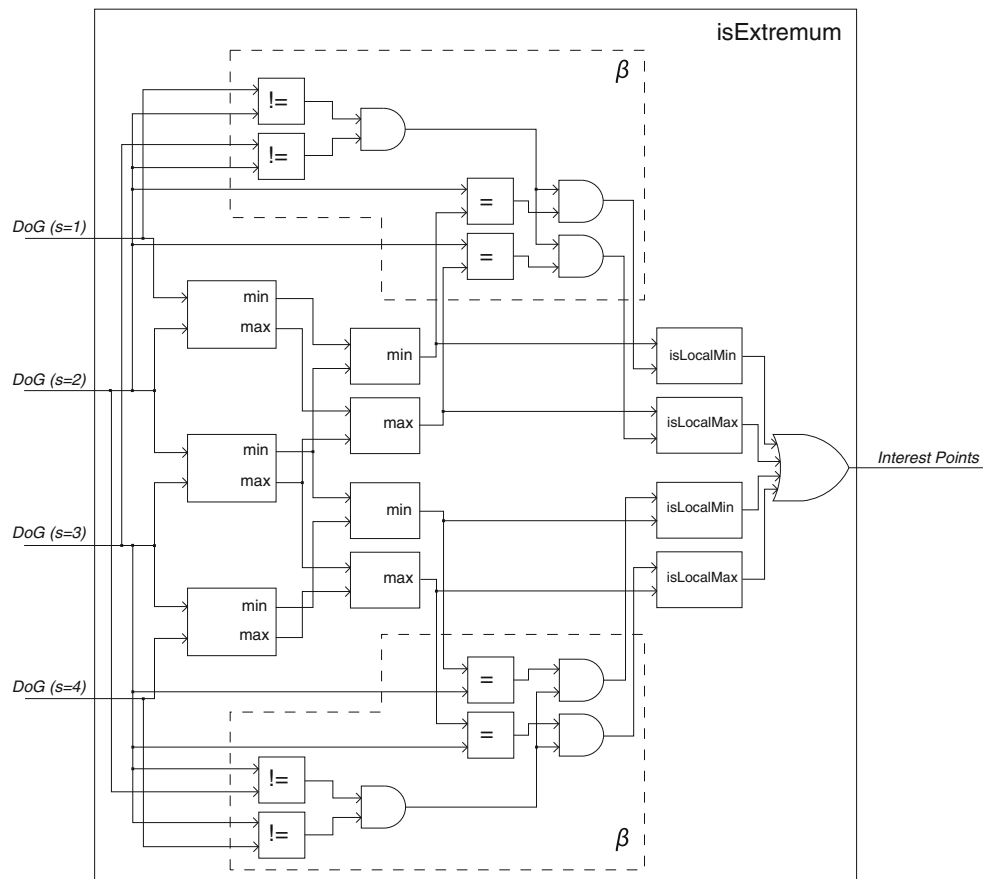 isExtremum
β
!=
!=
=
=
DoG (s=1)
min
max
min
isLocalMin
DoG (s=2)
max
isLocalMax
min
max
Interest Points
min
isLocalMin
DoG (s=3)
max
isLocalMax
min
max
=
DoG (s=4)
=
!=
!=
β